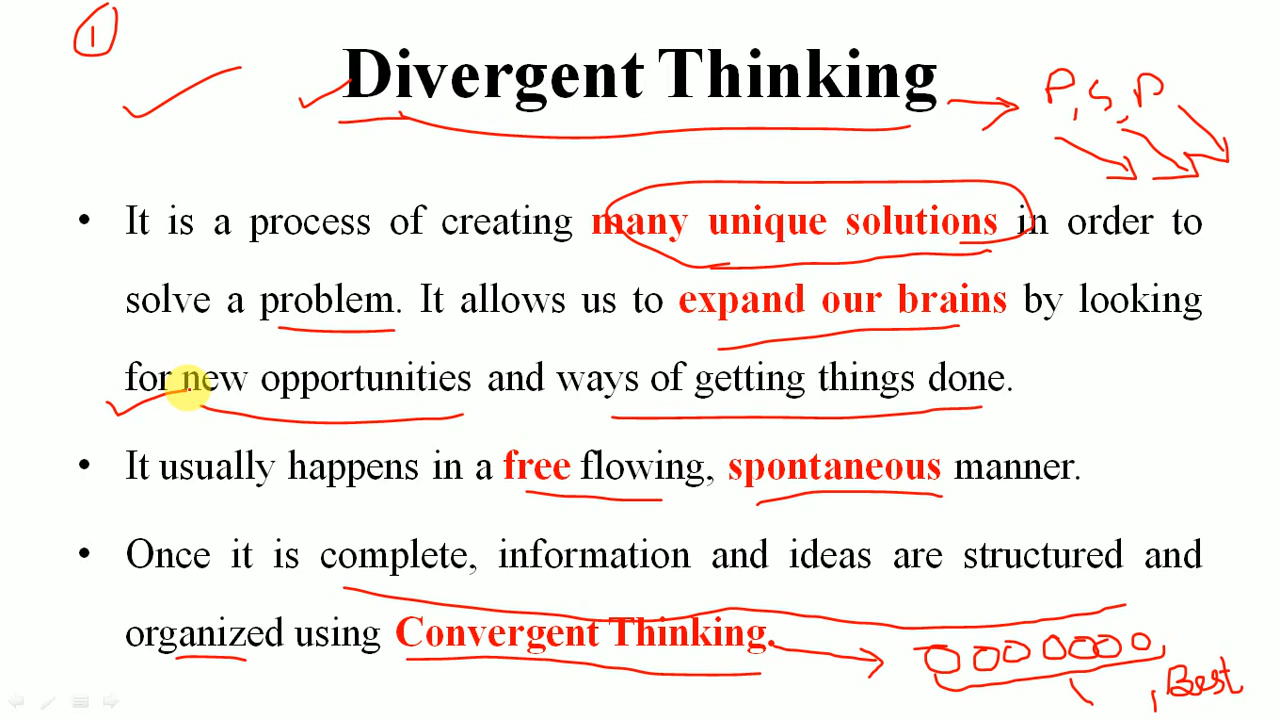 1
Divergent Thinking
P, S, P
• It is a process of creating many unique solutions in order to
solve a problem. It allows us to expand our brains by looking
for new opportunities and ways of getting things done.
• It usually happens in a free flowing, spontaneous manner.
• Once it is complete, information and ideas are structured and
organized using Convergent Thinking.
Best